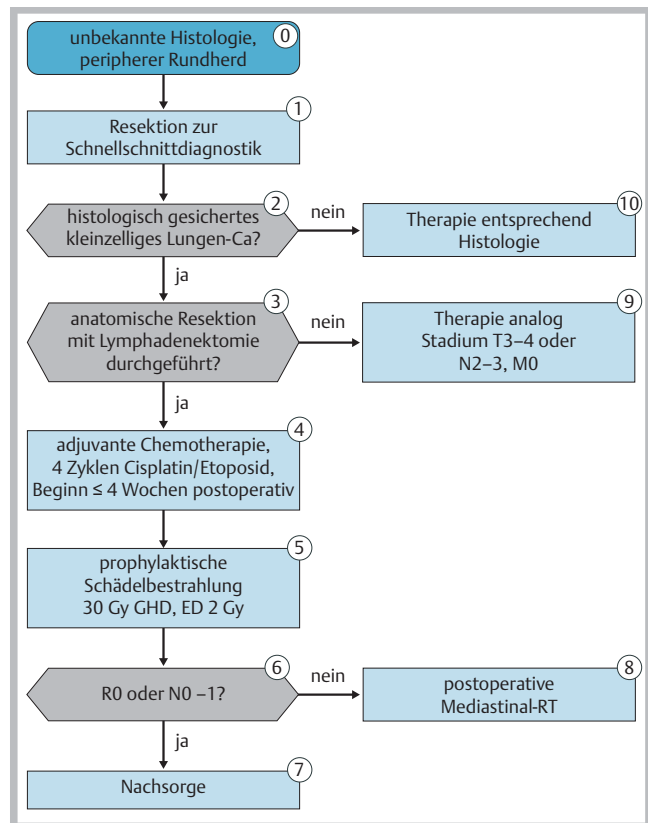 unbekannte Histologie,
peripherer Rundherd
0
Resektion zur
Schnellschnittdiagnostik
1
histologisch gesichertes
kleinzelliges Lungen-Ca?
2
nein
Therapie entsprechend
Histologie
10
ja
anatomische Resektion
mit Lymphadenektomie
durchgeführt?
3
nein
Therapie analog
Stadium T3–4 oder
N2–3, M0
9
ja
adjuvante Chemotherapie,
4 Zyklen Cisplatin/Etoposid,
Beginn ≤ 4 Wochen postoperativ
4
prophylaktische
Schädelbestrahlung
30 Gy GHD, ED 2 Gy
5
R0 oder N0 –1?
6
nein
postoperative
Mediastinal-RT
8
ja
Nachsorge
7